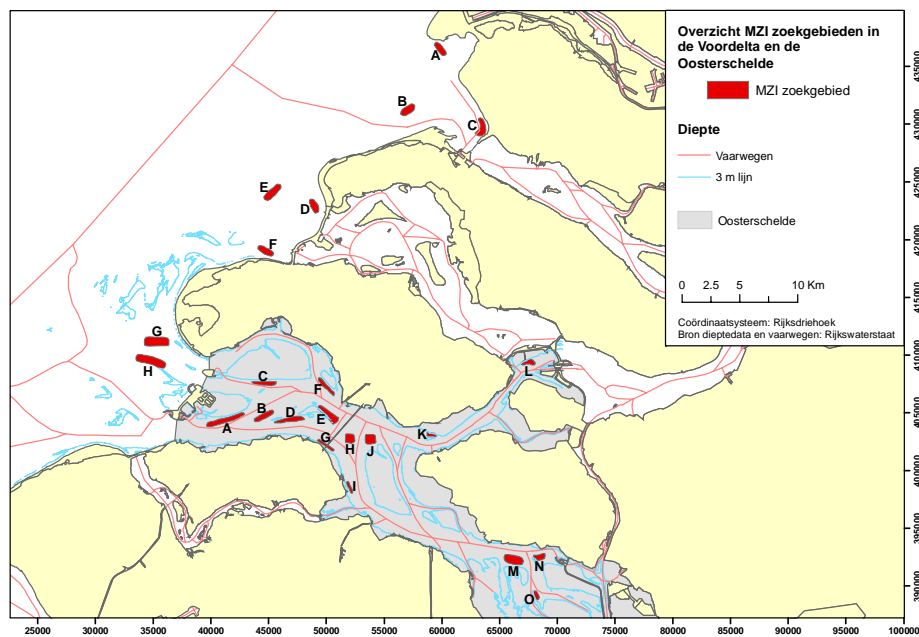 Overzicht MZI zoekgebieden in
de Voordelta en de
Oosterschelde
MZI zoekgebied
Diepte
Vaarwegen
3 m lijn
Oosterschelde
0 2.5 5 10 Km
Coördinaatsysteem: Rijksdriehoek
Bron dieptedata en vaarwegen: Rijkswaterstaat
A
B
C
E
D
F
G
H
L
C
F
A
B
D
E
G
H
J
K
I
M
N
O
435000
430000
425000
420000
415000
410000
405000
400000
395000
390000
25000 30000 35000 40000 45000 50000 55000 60000 65000 70000 75000 80000 85000 90000 95000 100000